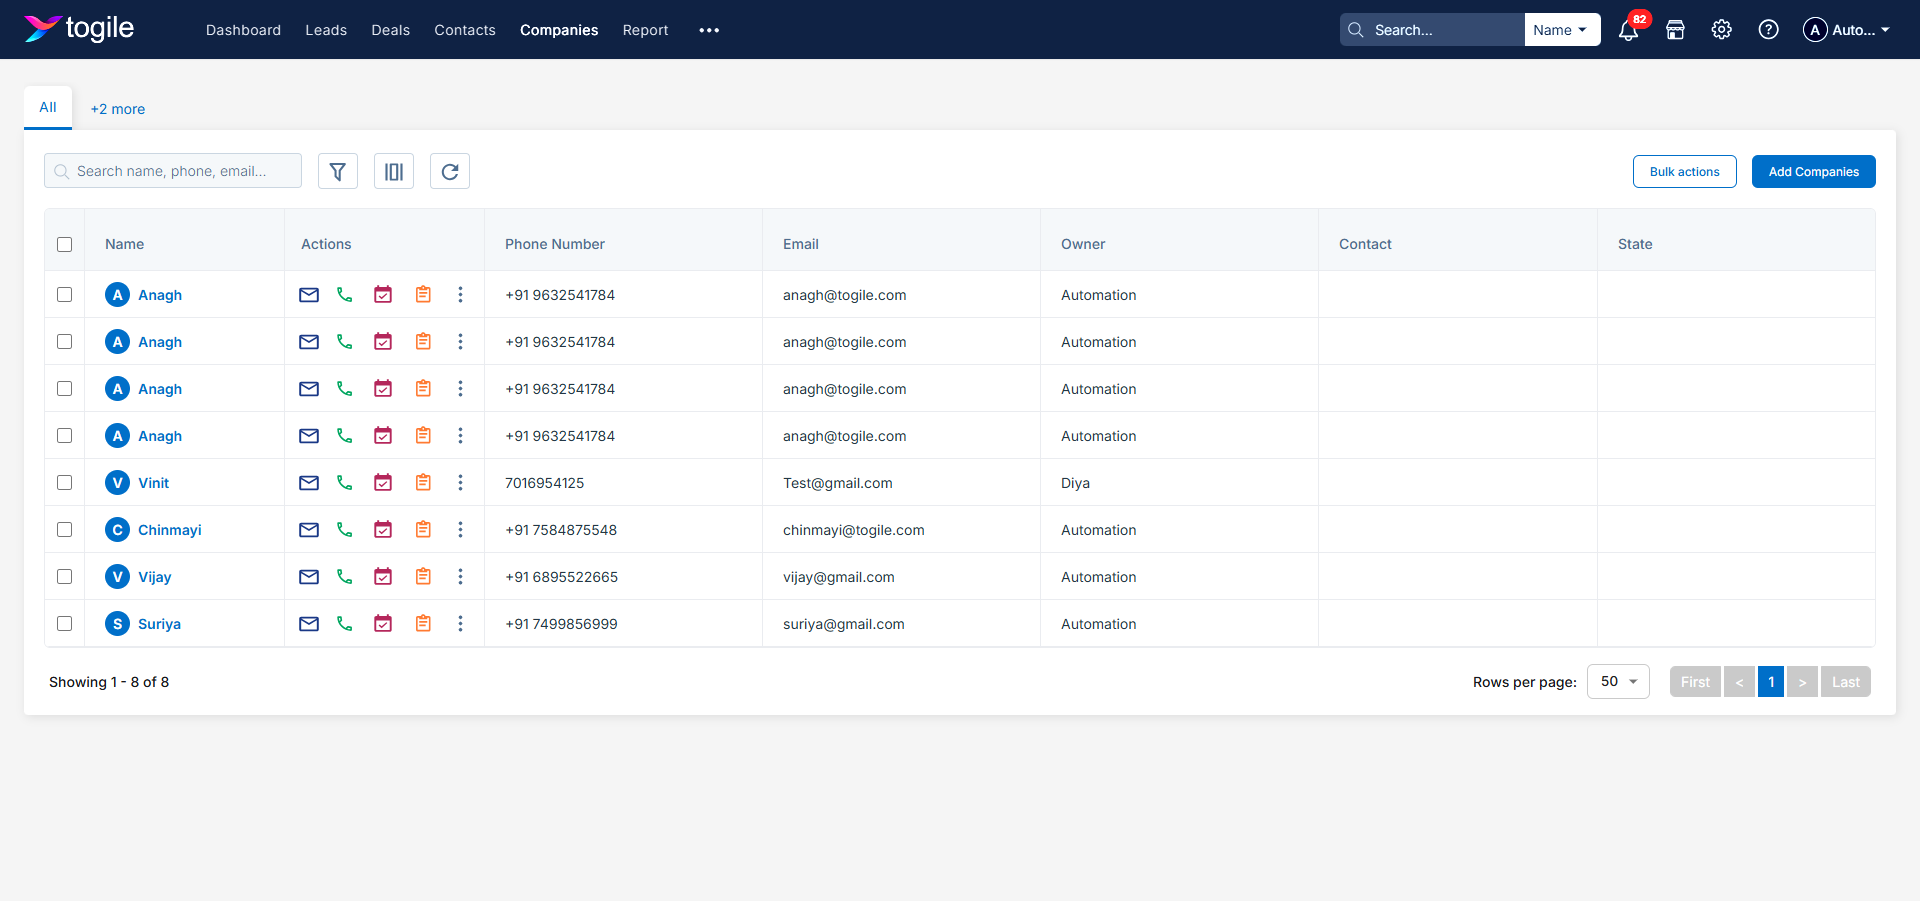 togile Dashboard Leads Deals Contacts Companies Report ••• Search... Name 82 ? A Auto...
All +2 more
Search name, phone, email... Bulk actions Add Companies
Name Actions Phone Number Email Owner Contact State
A Anagh +91 9632541784 anagh@togile.com Automation
A Anagh +91 9632541784 anagh@togile.com Automation
A Anagh +91 9632541784 anagh@togile.com Automation
A Anagh +91 9632541784 anagh@togile.com Automation
V Vinit 7016954125 Test@gmail.com Diya
C Chinmayi +91 7584875548 chinmayi@togile.com Automation
V Vijay +91 6895522665 vijay@gmail.com Automation
S Suriya +91 7499856999 suriya@gmail.com Automation
Showing 1 - 8 of 8 Rows per page: 50 First < 1 > Last